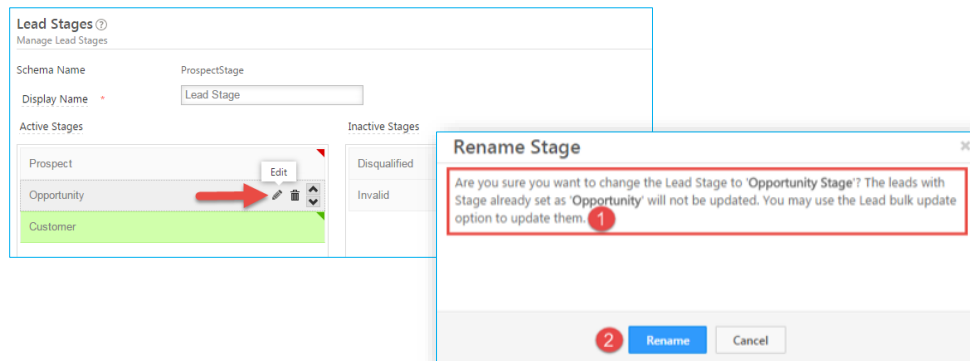 Lead Stages ?
Manage Lead Stages
Schema Name ProspectStage
Display Name * Lead Stage
Active Stages Inactive Stages
Prospect Disqualified
Edit
Opportunity Invalid
Customer
Rename Stage ×
Are you sure you want to change the Lead Stage to 'Opportunity Stage'? The leads with
Stage already set as 'Opportunity' will not be updated. You may use the Lead bulk update
option to update them. 1
2 Rename Cancel